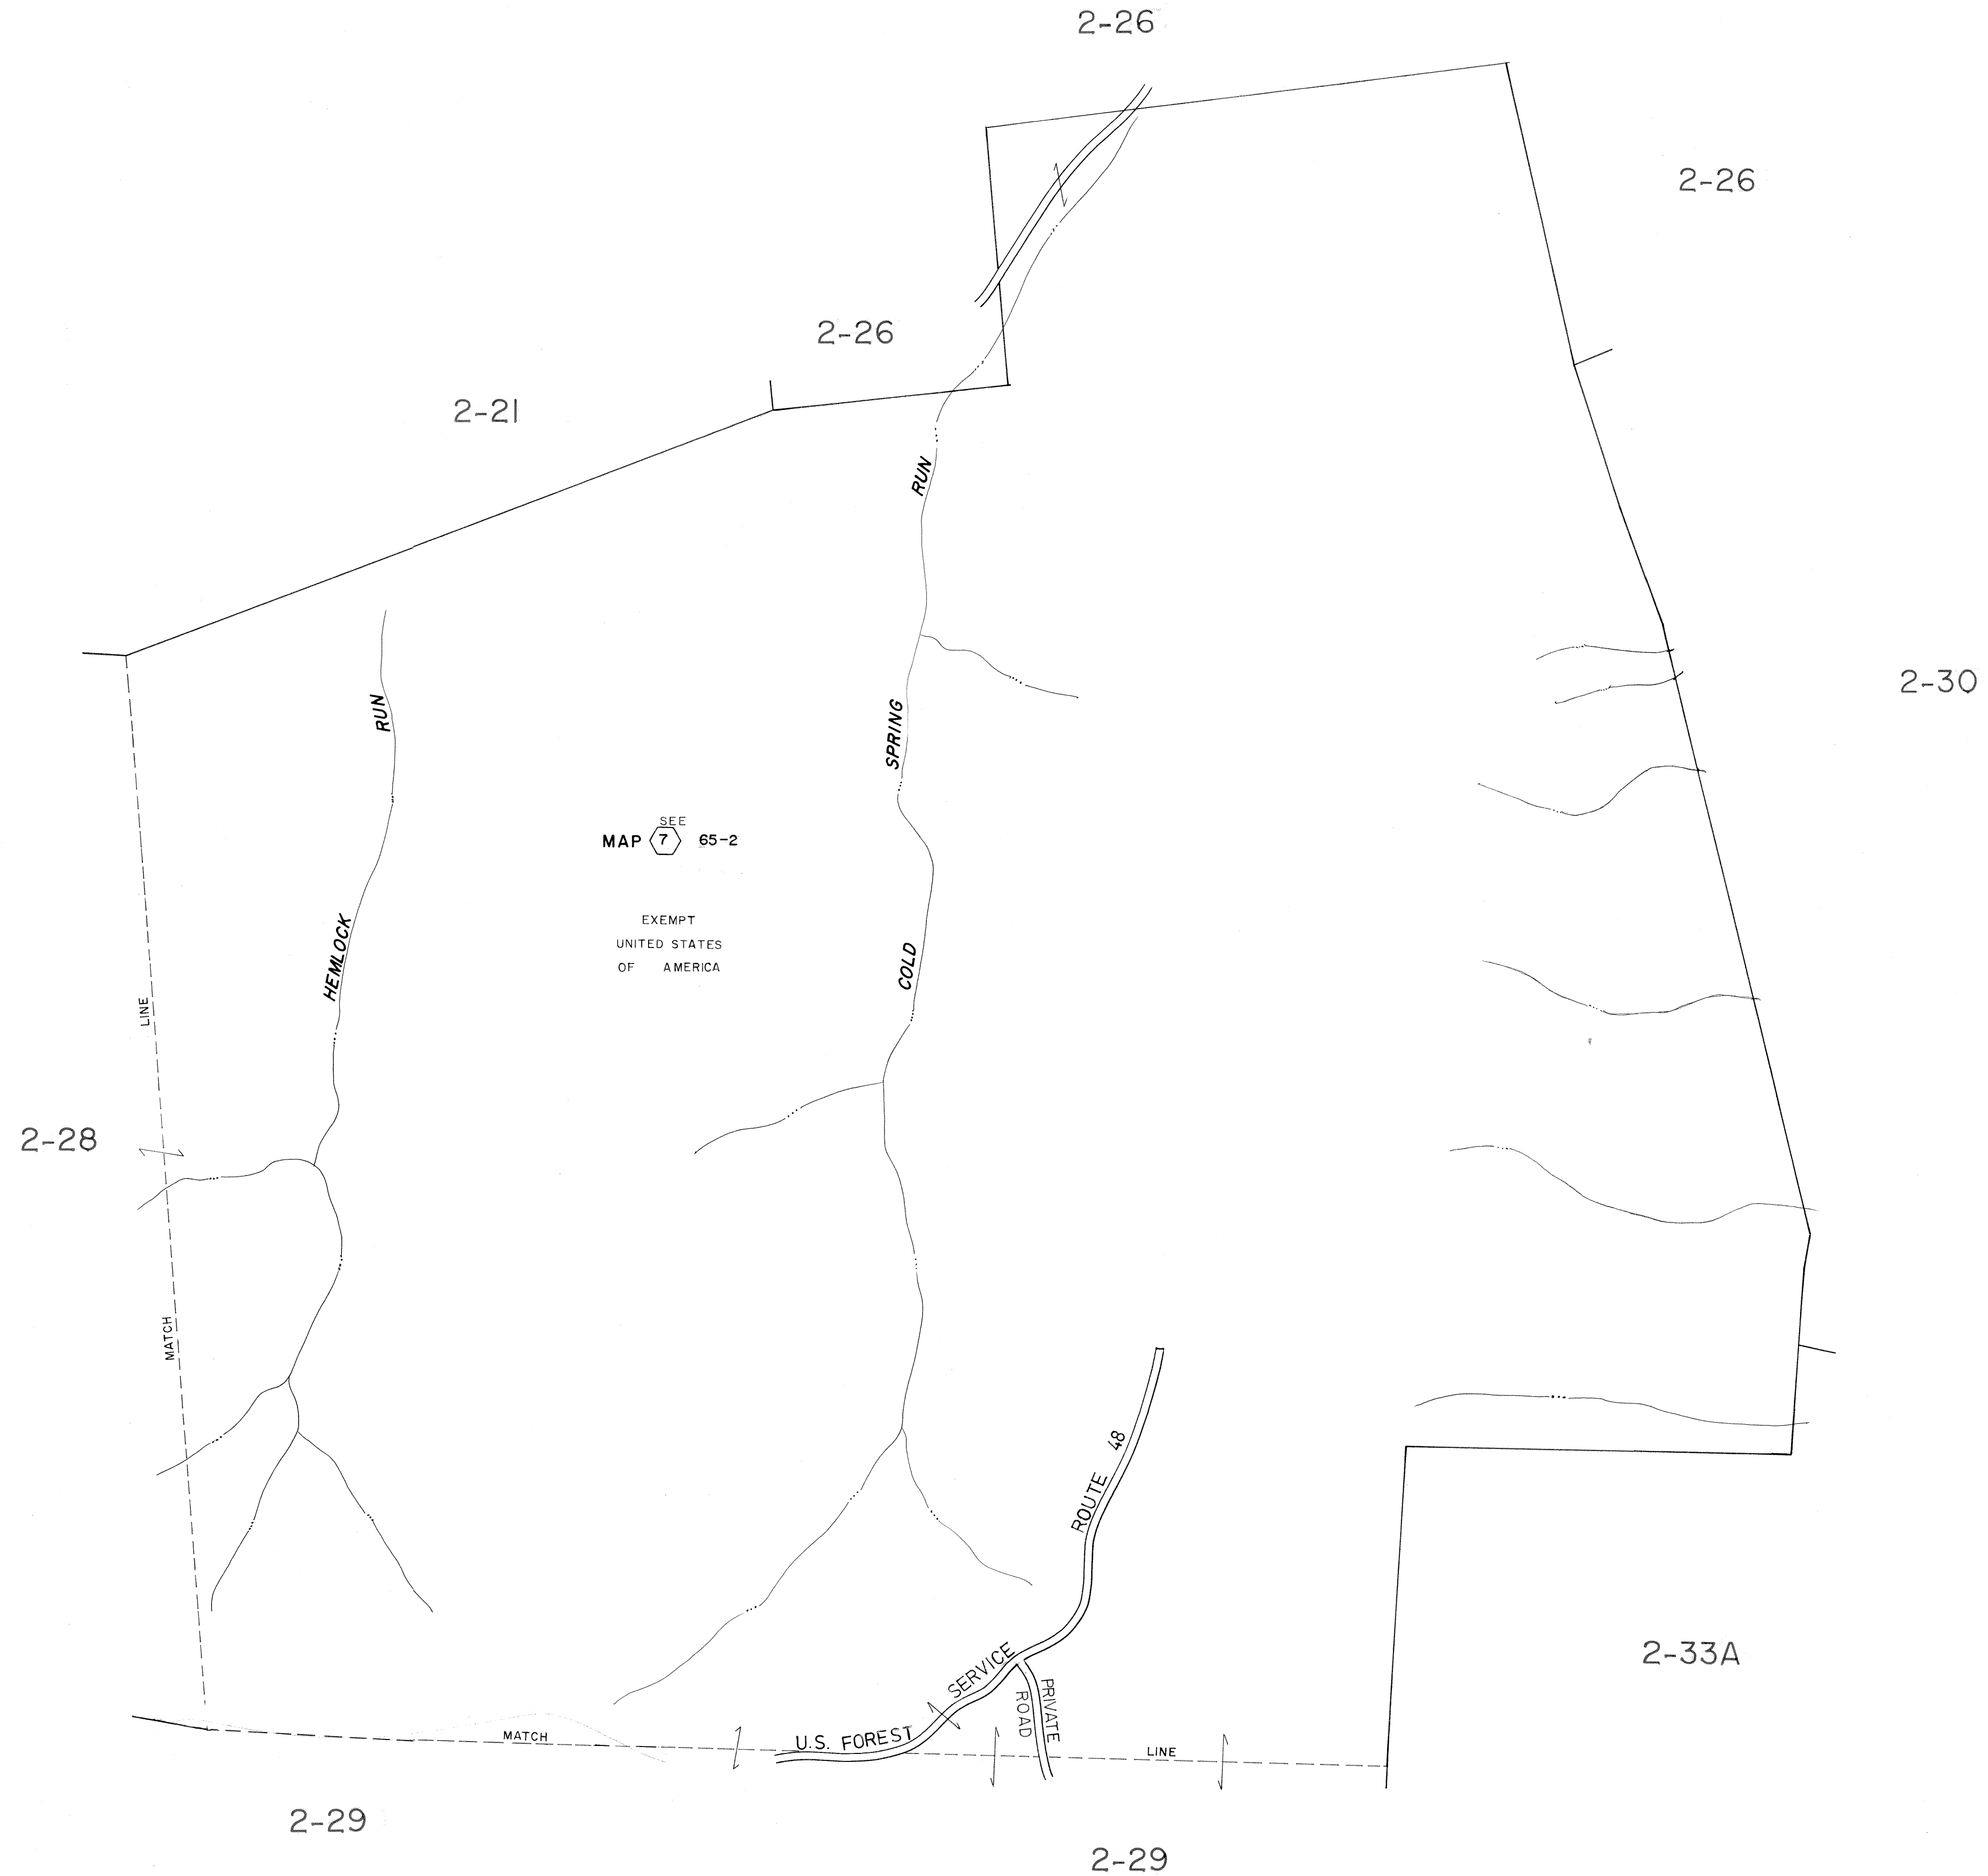 2-26
2-26
2-26
2-21
RUN
2-30
RUN
SPRING
SEE
MAP 7 65-2
HEMLOCK
EXEMPT
UNITED STATES
OF AMERICA
COLD
LINE
2-28
MATCH
ROUTE 48
U.S. FOREST SERVICE
PRIVATE
ROAD
2-33A
MATCH
LINE
2-29
2-29